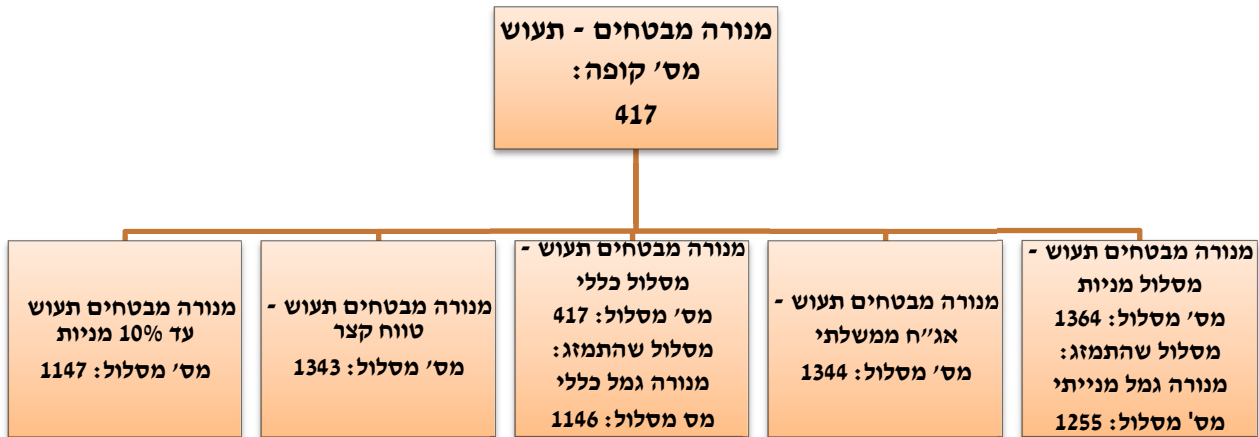 מנורה מבטחים - תעוש
מס׳ קופה:
417
מנורה מבטחים תעוש -
מסלול מניות
מס׳ מסלול: 1364
מסלול שהתמזג:
מנורה גמל מנייתי
מס' מסלול: 1255
מנורה מבטחים תעוש -
אג״ח ממשלתי
מס׳ מסלול: 1344
מנורה מבטחים תעוש -
מסלול כללי
מס׳ מסלול: 417
מסלול שהתמזג:
מנורה גמל כללי
מס מסלול: 1146
מנורה מבטחים תעוש -
טווח קצר
מס׳ מסלול: 1343
מנורה מבטחים תעוש
עד 10% מניות
מס׳ מסלול: 1147